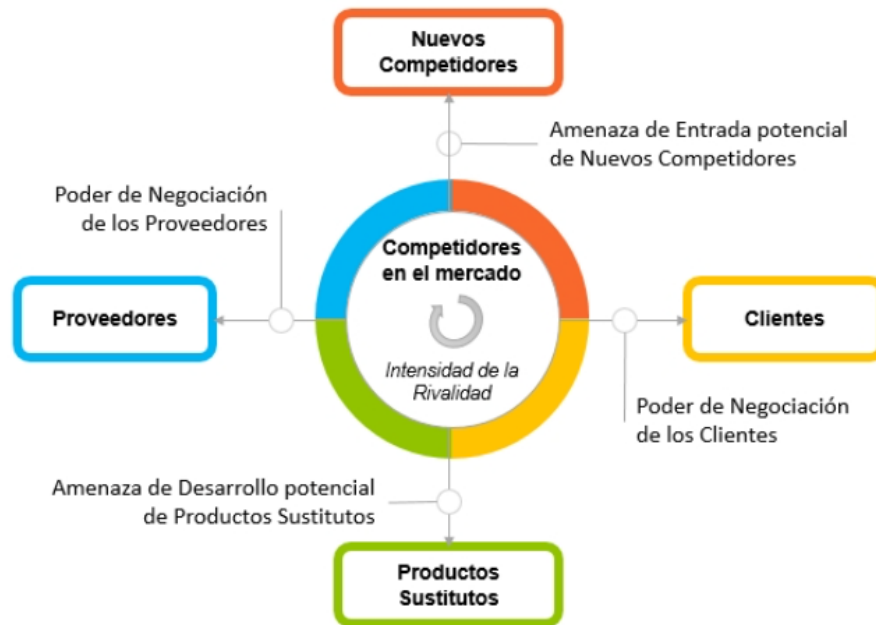 Nuevos
Competidores
Amenaza de Entrada potencial
de Nuevos Competidores
Poder de Negociación
de los Proveedores
Competidores
en el mercado
Proveedores
Clientes
Intensidad de la
Rivalidad
Poder de Negociación
de los Clientes
Amenaza de Desarrollo potencial
de Productos Sustitutos
Productos
Sustitutos